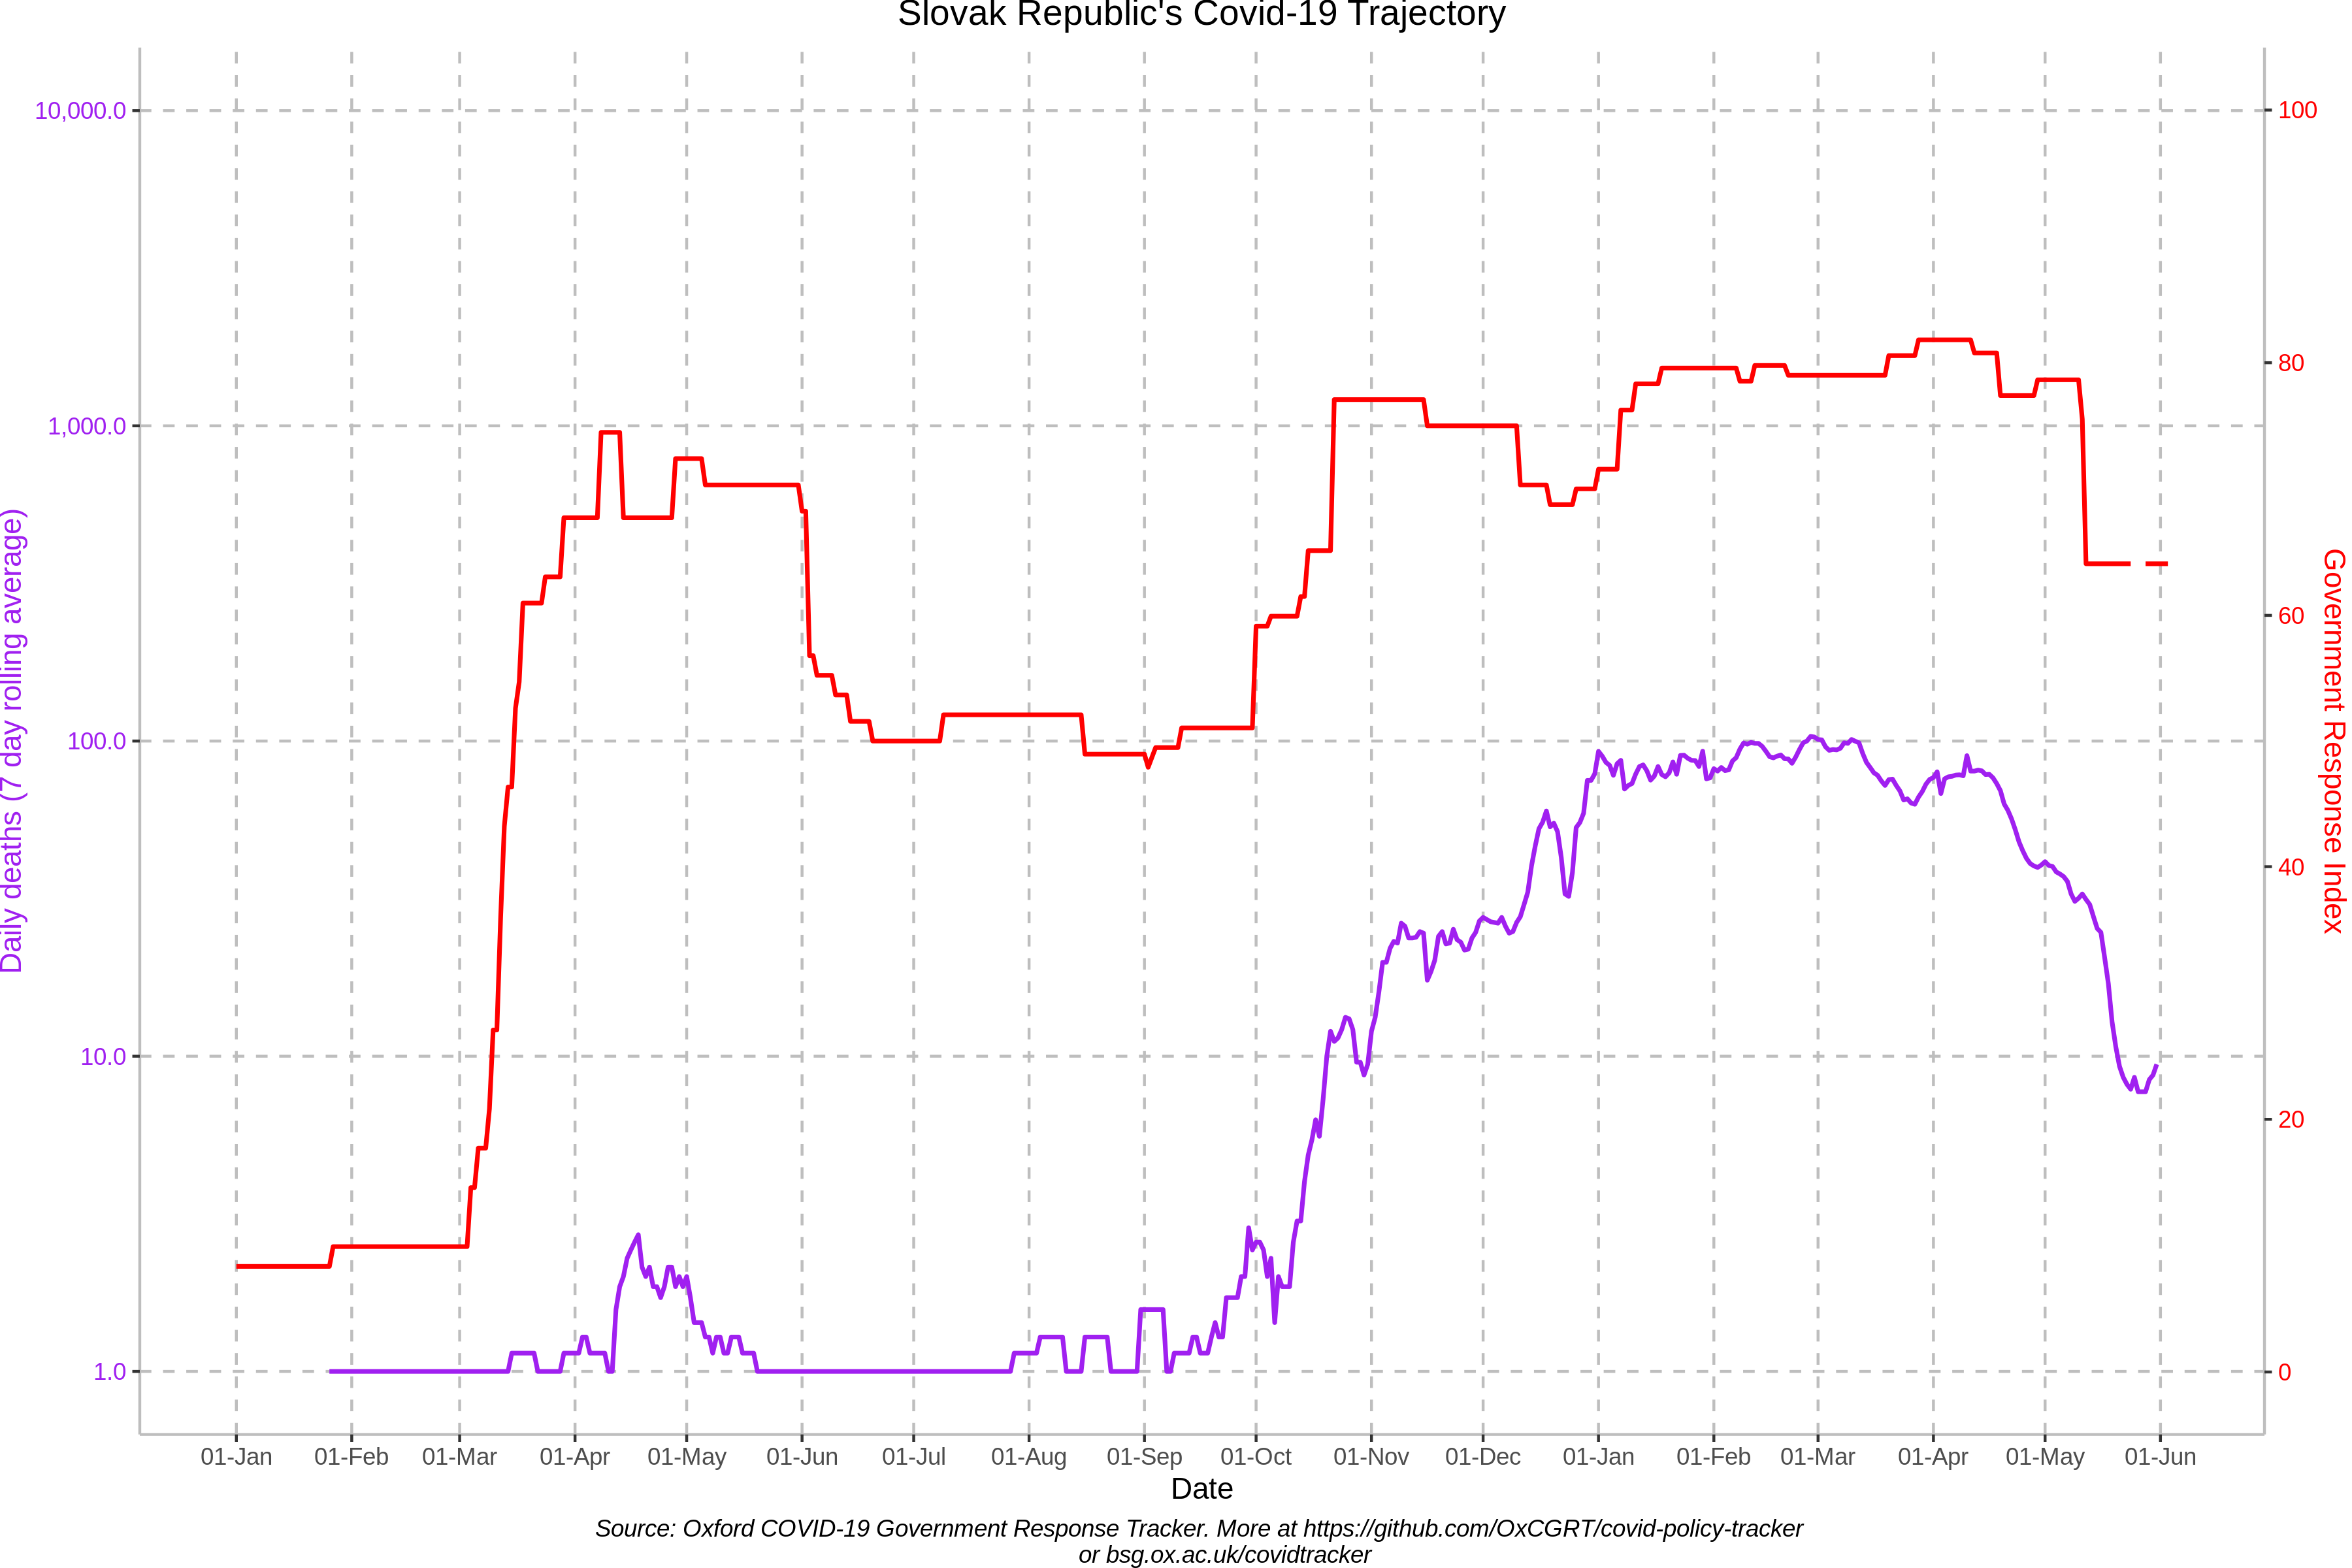 Slovak Republic's Covid-19 Trajectory
10,000.0
1,000.0
100.0
10.0
1.0
Daily deaths (7 day rolling average)
100
80
60
40
20
0
Government Response Index
01-Jan 01-Feb 01-Mar 01-Apr 01-May 01-Jun 01-Jul 01-Aug 01-Sep 01-Oct 01-Nov 01-Dec 01-Jan 01-Feb 01-Mar 01-Apr 01-May 01-Jun
Date
Source: Oxford COVID-19 Government Response Tracker. More at https://github.com/OxCGRT/covid-policy-tracker
or bsg.ox.ac.uk/covidtracker